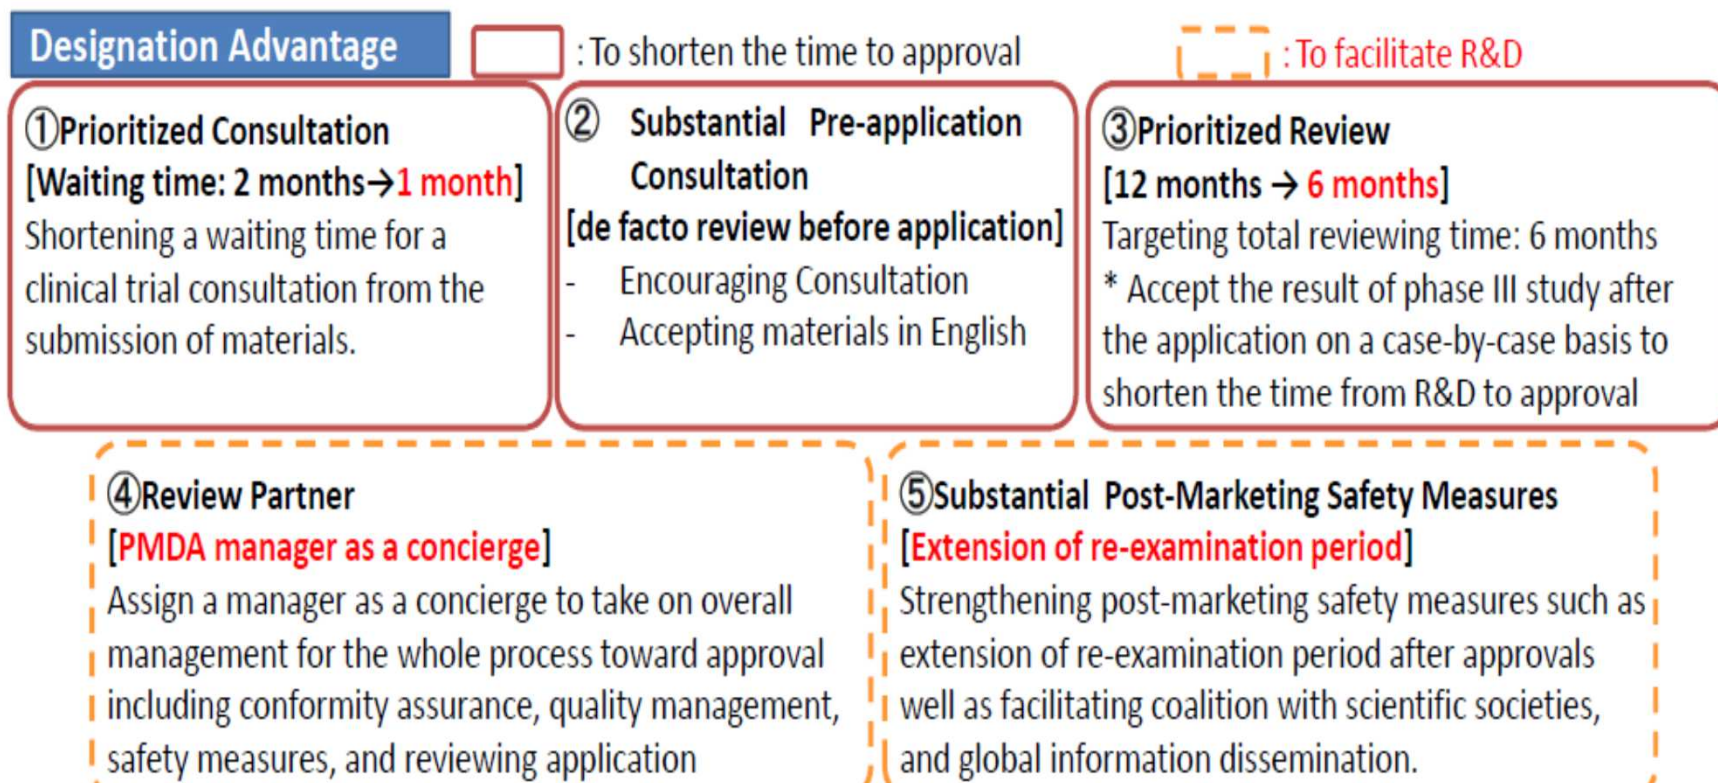 Designation Advantage
: To shorten the time to approval
: To facilitate R&D
①Prioritized Consultation
[Waiting time: 2 months→1 month]
Shortening a waiting time for a
clinical trial consultation from the
submission of materials.
② Substantial Pre-application
Consultation
[de facto review before application]
- Encouraging Consultation
- Accepting materials in English
③Prioritized Review
[12 months → 6 months]
Targeting total reviewing time: 6 months
* Accept the result of phase III study after
the application on a case-by-case basis to
shorten the time from R&D to approval
④Review Partner
[PMDA manager as a concierge]
Assign a manager as a concierge to take on overall
management for the whole process toward approval
including conformity assurance, quality management,
safety measures, and reviewing application
⑤Substantial Post-Marketing Safety Measures
[Extension of re-examination period]
Strengthening post-marketing safety measures such as
extension of re-examination period after approvals
well as facilitating coalition with scientific societies,
and global information dissemination.